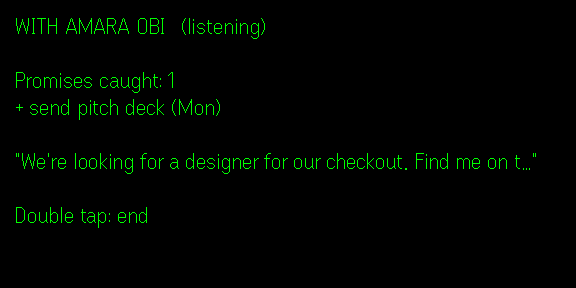 WITH AMARA OBI (listening)
Promises caught: 1
+ send pitch deck (Mon)
"We're looking for a designer for our checkout. Find me on t..."
Double tap: end